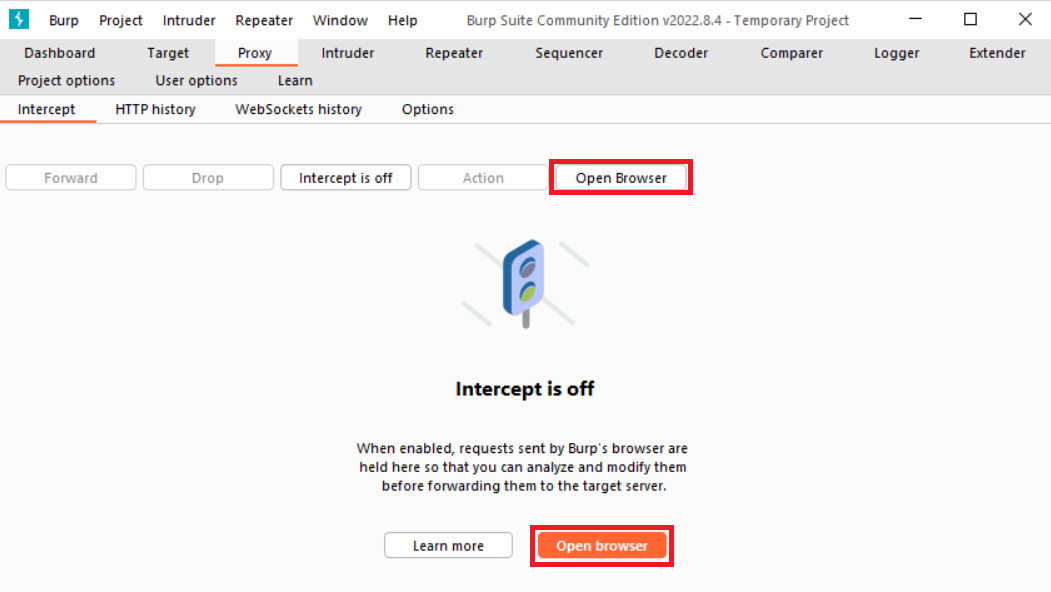 Burp Project Intruder Repeater Window Help Burp Suite Community Edition v2022.8.4 - Temporary Project
Dashboard Target Proxy Intruder Repeater Sequencer Decoder Comparer Logger Extender
Project options User options Learn
Intercept HTTP history WebSockets history Options
Forward Drop Intercept is off Action Open Browser
Intercept is off
When enabled, requests sent by Burp's browser are
held here so that you can analyze and modify them
before forwarding them to the target server.
Learn more Open browser